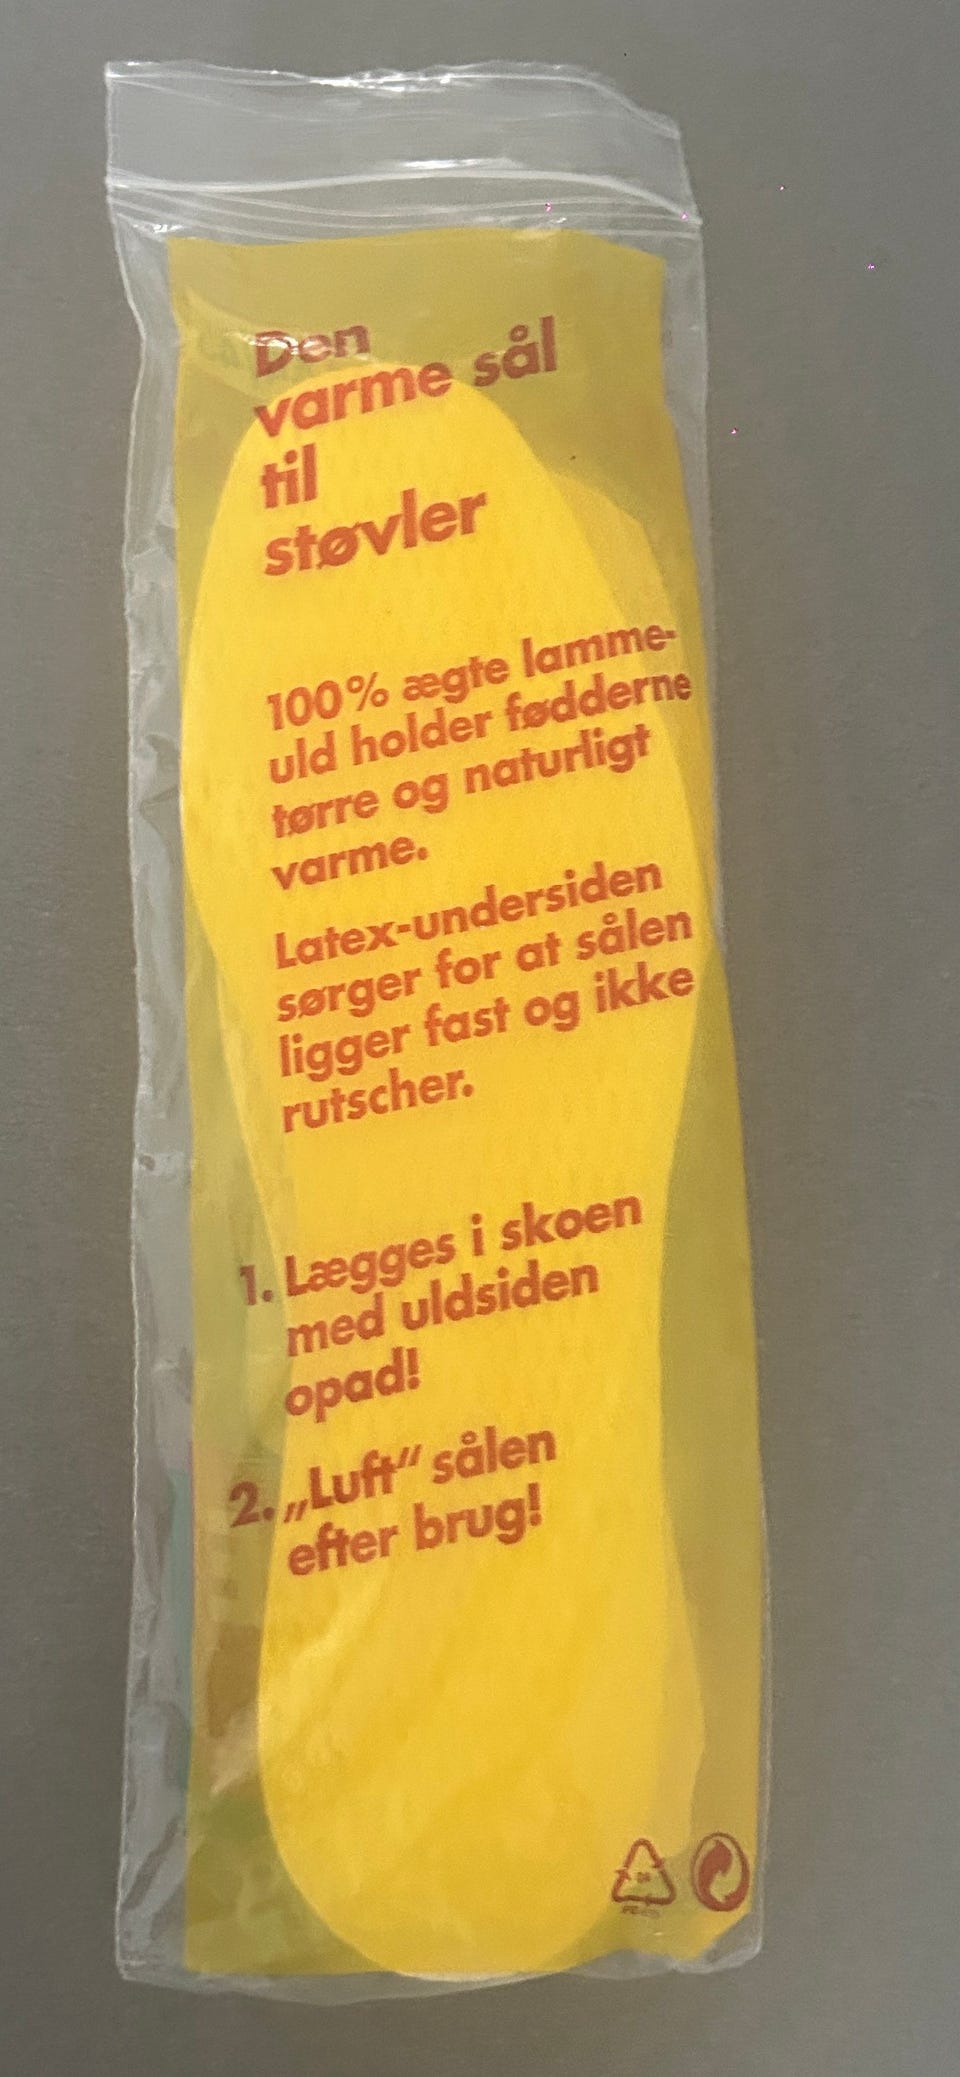 Den
varme sål
til
støvler
100% ægte lamme-
uld holder fødderne
tørre og naturligt
varme.
Latex-undersiden
sørger for at sålen
ligger fast og ikke
rutscher.
1. Lægges i skoen
med uldsiden
opad!
2. „Luft“ sålen
efter brug!